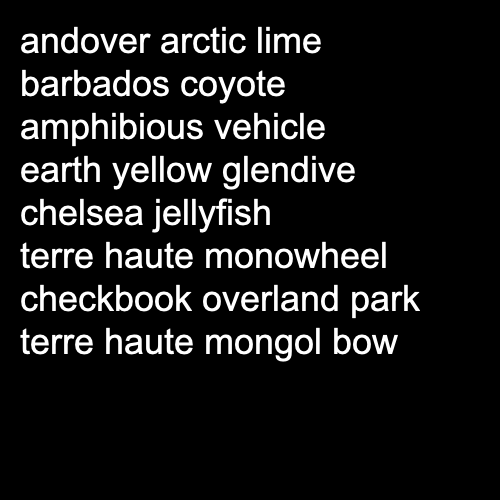 andover arctic lime
barbados coyote
amphibious vehicle
earth yellow glendive
chelsea jellyfish
terre haute monowheel
checkbook overland park
terre haute mongol bow